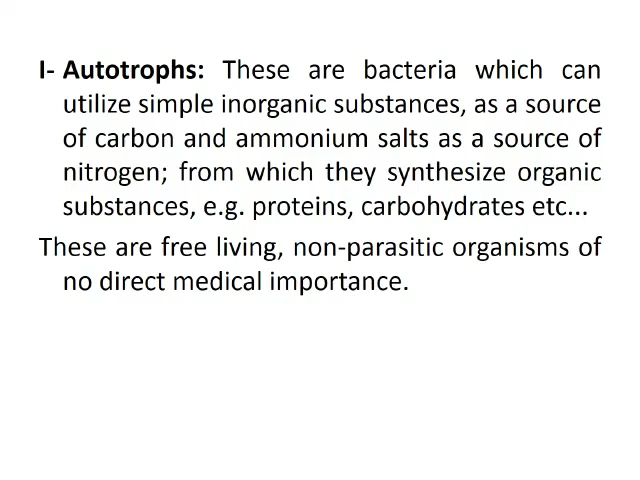 I- Autotrophs: These are bacteria which can
utilize simple inorganic substances, as a source
of carbon and ammonium salts as a source of
nitrogen; from which they synthesize organic
substances, e.g. proteins, carbohydrates etc...
These are free living, non-parasitic organisms of
no direct medical importance.